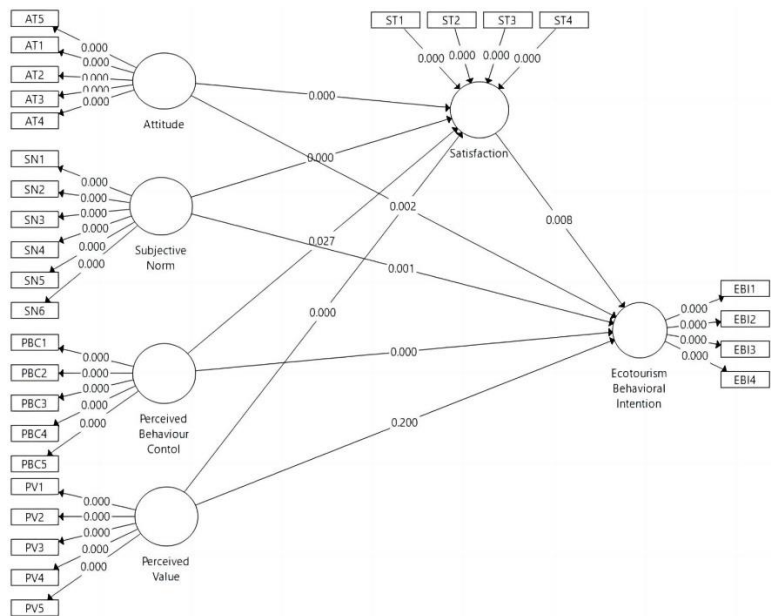 AT5
AT1
AT2
AT3
AT4
0.000
0.000
0.000
0.000
0.000
Attitude
ST1
ST2
ST3
ST4
0.000
0.000
0.000
0.000
Satisfaction
0.000
0.000
0.002
0.027
0.001
0.000
0.008
0.000
0.200
SN1
SN2
SN3
SN4
SN5
SN6
0.000
0.000
0.000
0.000
0.000
0.000
Subjective
Norm
PBC1
PBC2
PBC3
PBC4
PBC5
0.000
0.000
0.000
0.000
0.000
Perceived
Behaviour
Contol
PV1
PV2
PV3
PV4
PV5
0.000
0.000
0.000
0.000
0.000
Perceived
Value
EBI1
EBI2
EBI3
EBI4
0.000
0.000
0.000
0.000
Ecotourism
Behavioral
Intention